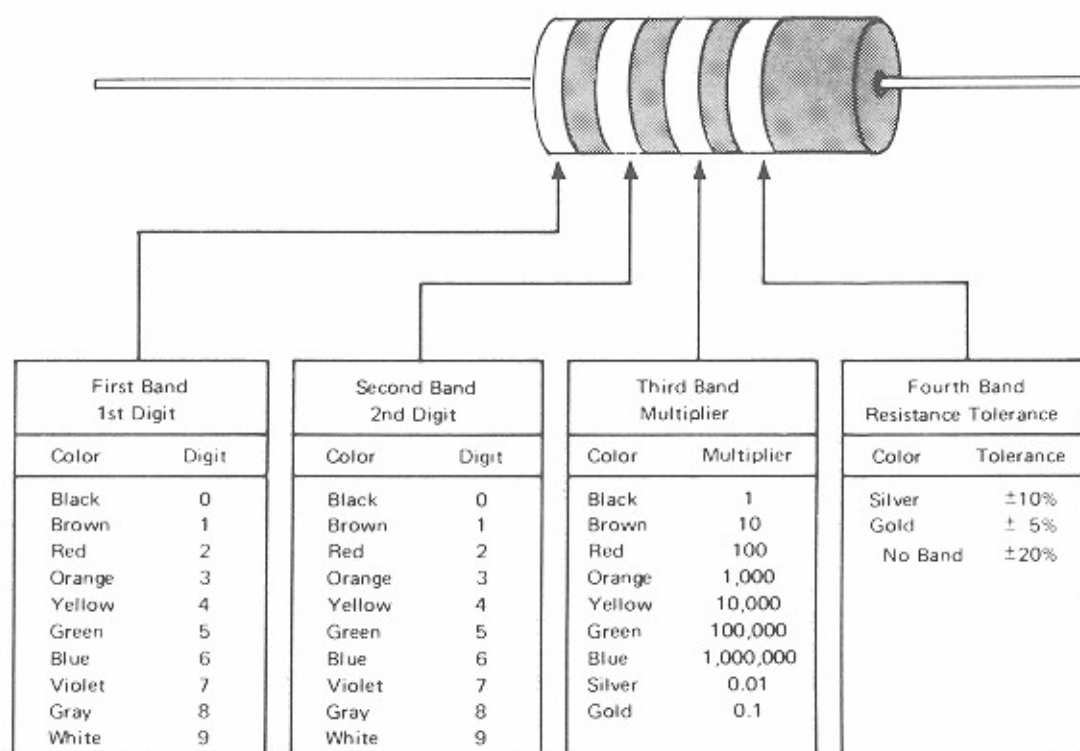 First Band
1st Digit
Color Digit
Black 0
Brown 1
Red 2
Orange 3
Yellow 4
Green 5
Blue 6
Violet 7
Gray 8
White 9
Second Band
2nd Digit
Color Digit
Black 0
Brown 1
Red 2
Orange 3
Yellow 4
Green 5
Blue 6
Violet 7
Gray 8
White 9
Third Band
Multiplier
Color Multiplier
Black 1
Brown 10
Red 100
Orange 1,000
Yellow 10,000
Green 100,000
Blue 1,000,000
Silver 0.01
Gold 0.1
Fourth Band
Resistance Tolerance
Color Tolerance
Silver ±10%
Gold ± 5%
No Band ±20%